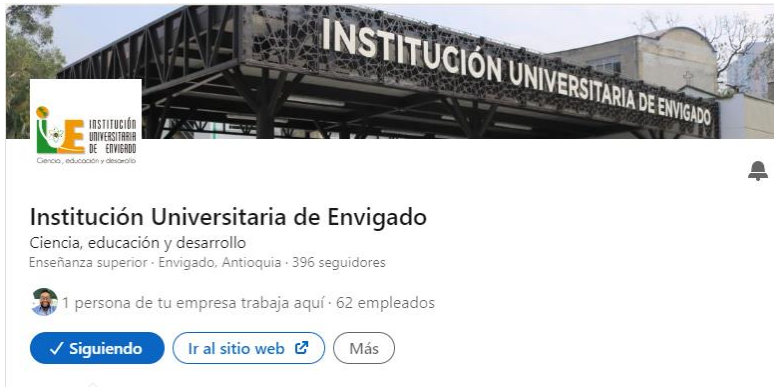 INSTITUCIÓN UNIVERSITARIA DE ENVIGADO
INSTITUCIÓN
UNIVERSITARIA
DE ENVIGADO
Ciencia, educación y desarrollo
Institución Universitaria de Envigado
Ciencia, educación y desarrollo
Enseñanza superior · Envigado, Antioquia · 396 seguidores
1 persona de tu empresa trabaja aquí · 62 empleados
✓ Siguiendo
Ir al sitio web
Más